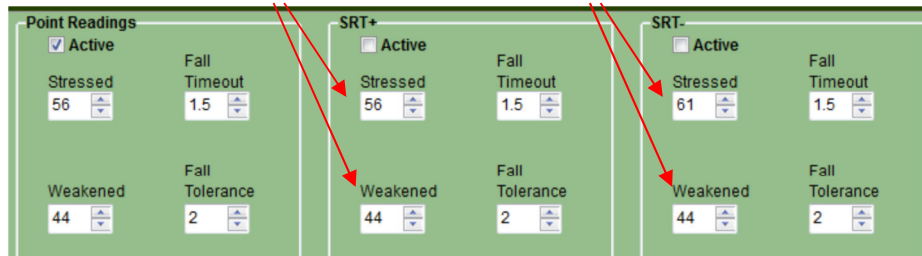 Point Readings
Active
Fall
Stressed Timeout
56 1.5
Fall
Weakened Tolerance
44 2
SRT+
Active
Fall
Stressed Timeout
56 1.5
Fall
Weakened Tolerance
44 2
SRT-
Active
Fall
Stressed Timeout
61 1.5
Fall
Weakened Tolerance
44 2